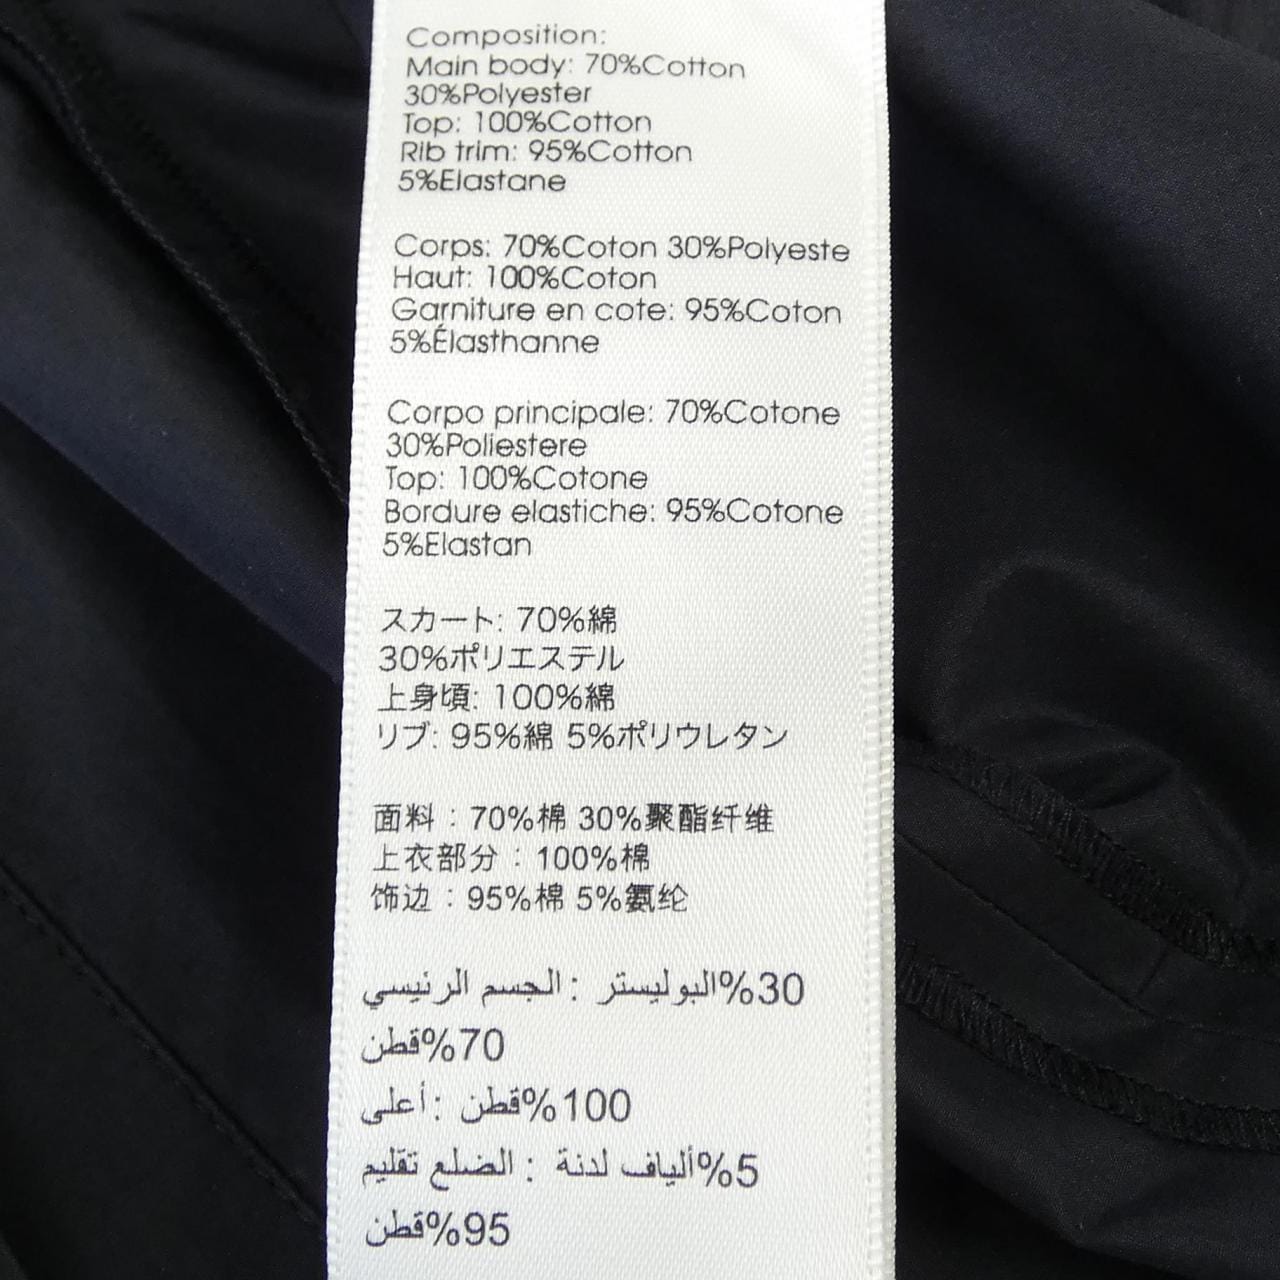 Composition:
Main body: 70%Cotton
30%Polyester
Top: 100%Cotton
Rib trim: 95%Cotton
5%Elastane
Corps: 70%Coton 30%Polyeste
Haut: 100%Coton
Garniture en cote: 95%Coton
5%Élasthanne
Corpo principale: 70%Cotone
30%Poliestere
Top: 100%Cotone
Bordure elastiche: 95%Cotone
5%Elastan
スカート: 70%綿
30%ポリエステル
上身頃: 100%綿
リブ: 95%綿 5%ポリウレタン
面料：70%棉 30%聚酯纤维
上衣部分：100%棉
饰边：95%棉 5%氨纶
30%البوليستر : الجسم الرئيسي
70%قطن
100%قطن : أعلى
5%ألياف لدنة : الضلع تقليم
95%قطن